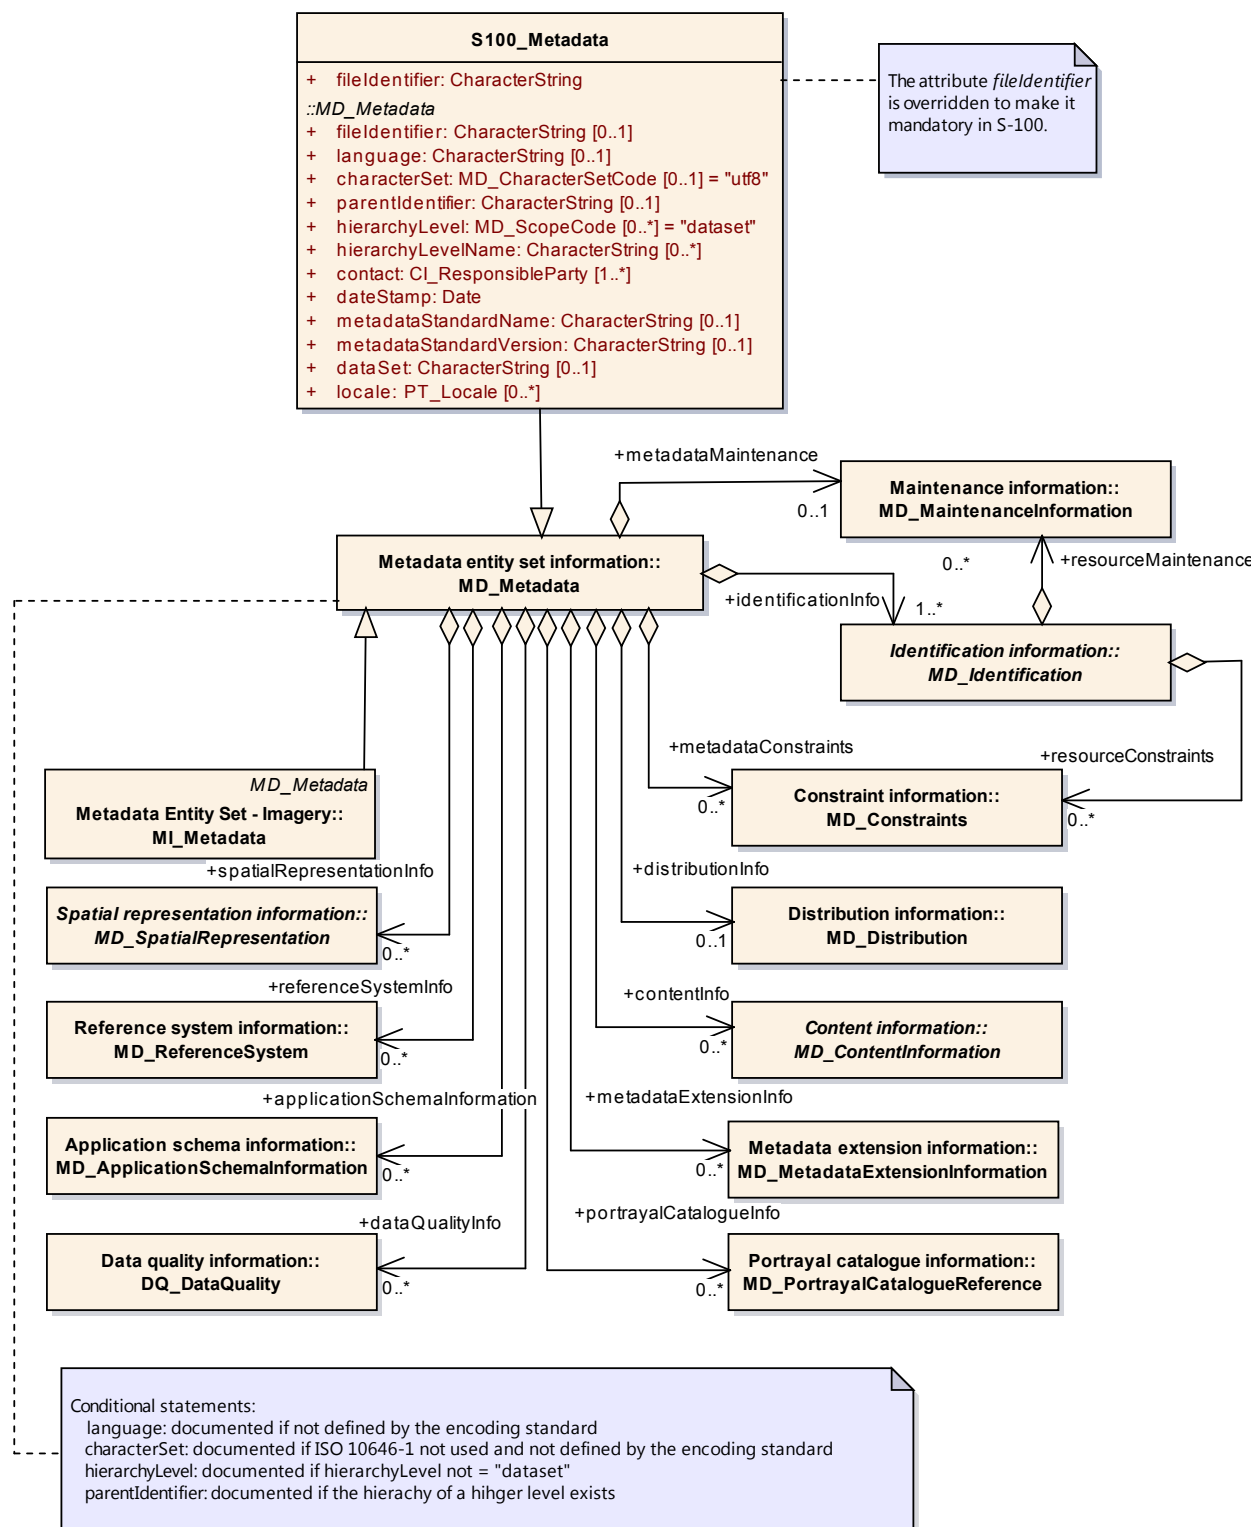 S100_Metadata
+ fileIdentifier: CharacterString
::MD_Metadata
+ fileIdentifier: CharacterString [0..1]
+ language: CharacterString [0..1]
+ characterSet: MD_CharacterSetCode [0..1] = "utf8"
+ parentIdentifier: CharacterString [0..1]
+ hierarchyLevel: MD_ScopeCode [0..*] = "dataset"
+ hierarchyLevelName: CharacterString [0..*]
+ contact: CI_ResponsibleParty [1..*]
+ dateStamp: Date
+ metadataStandardName: CharacterString [0..1]
+ metadataStandardVersion: CharacterString [0..1]
+ dataSet: CharacterString [0..1]
+ locale: PT_Locale [0..*]
The attribute fileIdentifier
is overridden to make it
mandatory in S-100.
+metadataMaintenance
0..1
Maintenance information::
MD_MaintenanceInformation
Metadada entity set information::
MD_Metadata
+identificationInfo
1..*
0..*
+resourceMaintenance
Identification information::
MD_Identification
+metadataConstraints
0..*
+resourceConstraints
0..*
Constraint information::
MD_Constraints
MD_Metadata
Metadata Entity Set - Imagery::
MI_Metadata
+spatialRepresentationInfo
0..*
Spatial representation information::
MD_SpatialRepresentation
+distributionInfo
0..1
Distribution information::
MD_Distribution
+referenceSystemInfo
0..*
Reference system information::
MD_ReferenceSystem
+contentInfo
0..*
Content information::
MD_ContentInformation
+applicationSchemaInformation
0..*
Application schema information::
MD_ApplicationSchemaInformation
+metadataExtensionInfo
0..*
Metadata extension information::
MD_MetadataExtensionInformation
+dataQualityInfo
0..*
Data quality information::
DQ_DataQuality
+portrayalCatalogueInfo
0..*
Portrayal catalogue information::
MD_PortrayalCatalogueReference
Conditional statements:
language: documented if not defined by the encoding standard
characterSet: documented if ISO 10646-1 not used and not defined by the encoding standard
hierarchyLevel: documented if hierarchyLevel not = "dataset"
parentIdentifier: documented if the hierachy of a hihger level exists